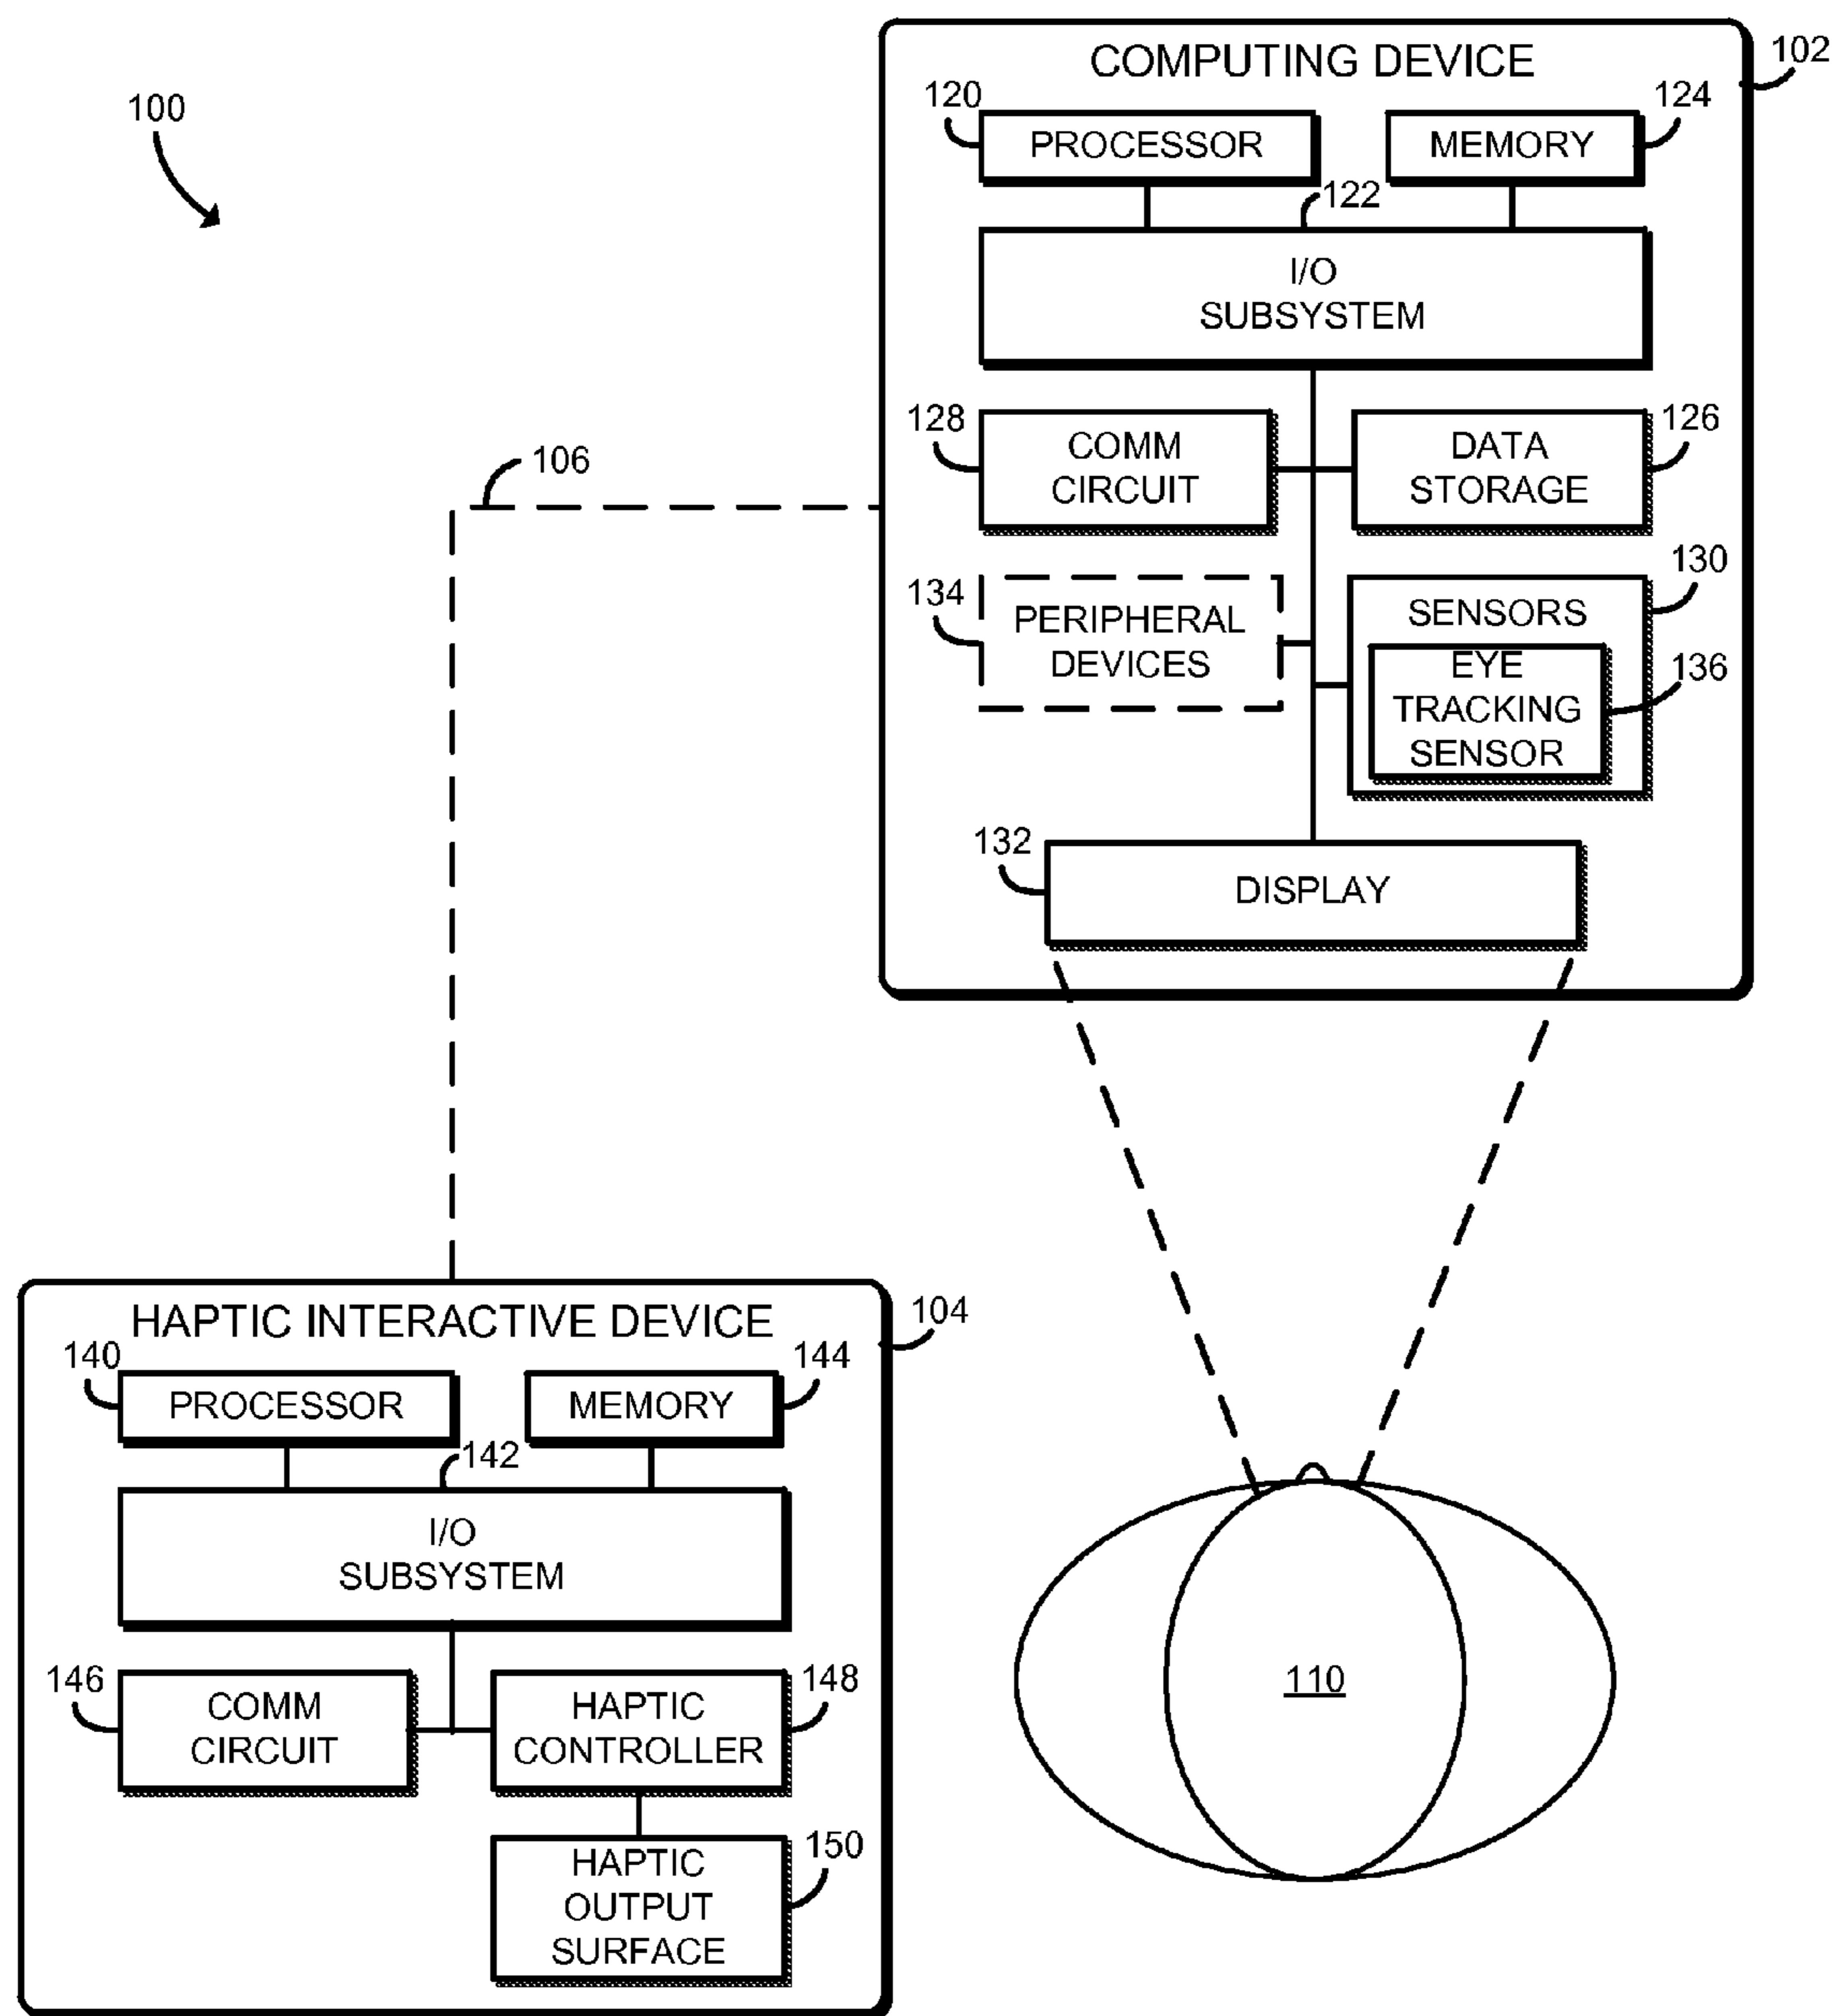 100
COMPUTING DEVICE
102
120
PROCESSOR
124
MEMORY
122
I/O
SUBSYSTEM
128
COMM
CIRCUIT
126
DATA
STORAGE
106
134
PERIPHERAL
DEVICES
130
SENSORS
136
EYE
TRACKING
SENSOR
132
DISPLAY
HAPTIC INTERACTIVE DEVICE
104
140
PROCESSOR
144
MEMORY
142
I/O
SUBSYSTEM
146
COMM
CIRCUIT
148
HAPTIC
CONTROLLER
150
HAPTIC
OUTPUT
SURFACE
110